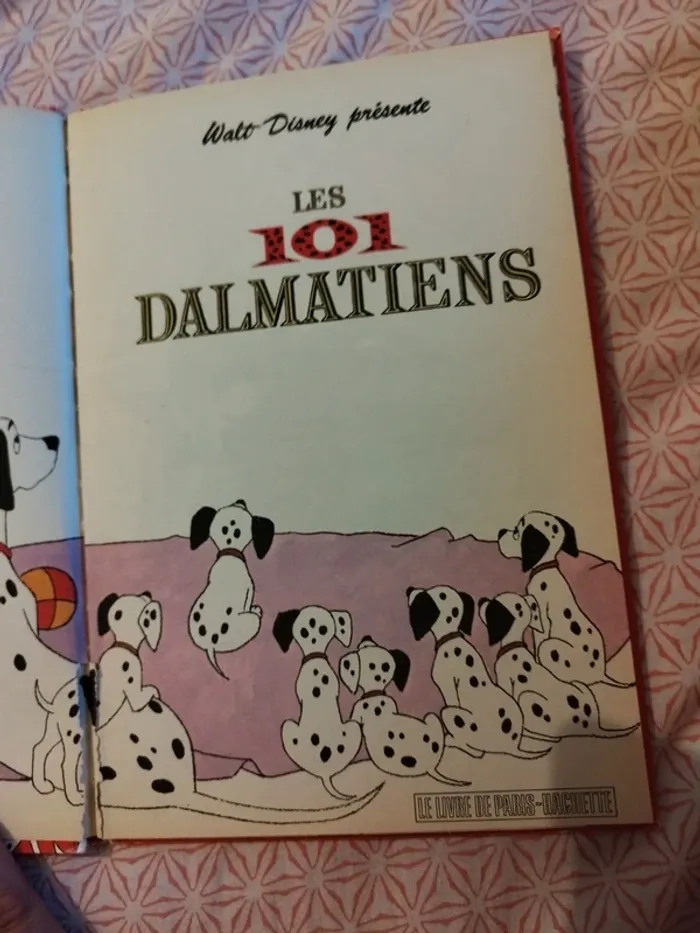 Walt Disney présente
LES
101
DALMATIENS
LE LIVRE DE PARIS-HACHETTE